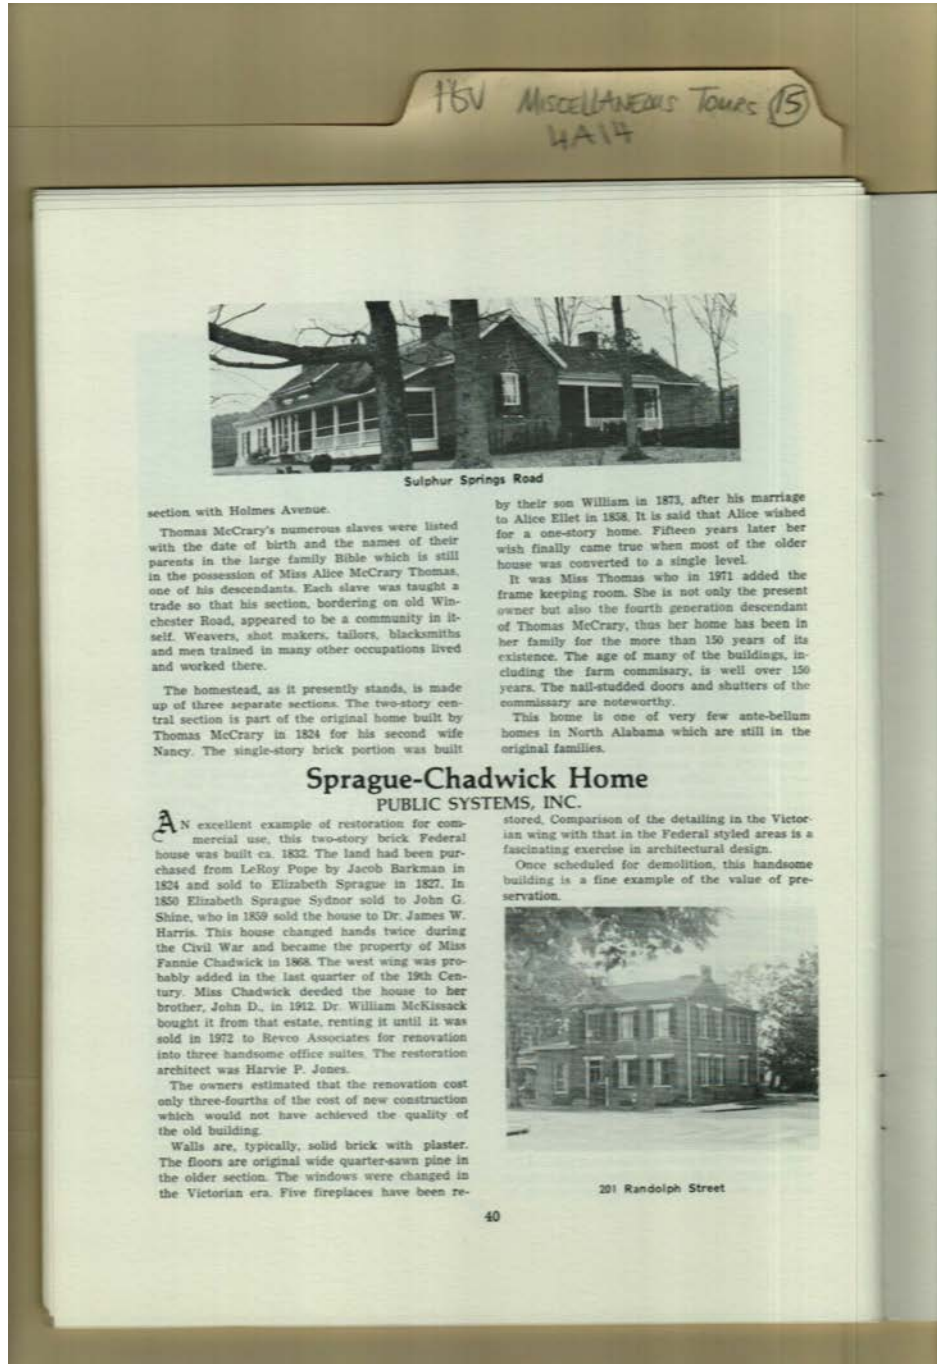 MISCELLANEOUS TOURS 15
4A14
Sulphur Springs Road
section with Holmes Avenue.
Thomas McCrary's numerous slaves were listed
with the date of birth and the names of their
parents in the large family Bible which is still
in the possession of Miss Alice McCrary Thomas,
one of his descendants. Each slave was taught a
trade so that his section, bordering on old Win-
chester Road, appeared to be a community in it-
self. Weavers, shot makers, tailors, blacksmiths
and men trained in many other occupations lived
and worked there.
The homestead, as it presently stands, is made
up of three separate sections. The two-story cen-
tral section is part of the original home built by
Thomas McCrary in 1824 for his second wife
Nancy. The single-story brick portion was built
by their son William in 1873, after his marriage
to Alice Ellet in 1858. It is said that Alice wished
for a one-story home. Fifteen years later her
wish finally came true when most of the older
house was converted to a single level.
It was Miss Thomas who in 1971 added the
frame keeping room. She is not only the present
owner but also the fourth generation descendant
of Thomas McCrary, thus her home has been in
her family for the more than 150 years of its
existence. The age of many of the buildings, in-
cluding the farm commisary, is well over 150
years. The nail-studded doors and shutters of the
commissary are noteworthy.
This home is one of very few ante-bellum
homes in North Alabama which are still in the
original families.
Sprague-Chadwick Home
PUBLIC SYSTEMS, INC.
AN excellent example of restoration for com-
mercial use, this two-story brick Federal
house was built ca. 1832. The land had been pur-
chased from LeRoy Pope by Jacob Barkman in
1824 and sold to Elizabeth Sprague in 1827. In
1850 Elizabeth Sprague Sydnor sold to John G.
Shine, who in 1859 sold the house to Dr. James W.
Harris. This house changed hands twice during
the Civil War and became the property of Miss
Fannie Chadwick in 1868. The west wing was pro-
bably added in the last quarter of the 19th Cen-
tury. Miss Chadwick deeded the house to her
brother, John D., in 1912. Dr. William McKissack
bought it from that estate, renting it until it was
sold in 1972 to Revco Associates for renovation
into three handsome office suites. The restoration
architect was Harvie P. Jones.
The owners estimated that the renovation cost
only three-fourths of the cost of new construction
which would not have achieved the quality of
the old building.
Walls are, typically, solid brick with plaster.
The floors are original wide quarter-sawn pine in
the older section. The windows were changed in
the Victorian era. Five fireplaces have been re-
stored. Comparison of the detailing in the Victor-
ian wing with that in the Federal styled areas is a
fascinating exercise in architectural design.
Once scheduled for demolition, this handsome
building is a fine example of the value of pre-
servation.
201 Randolph Street
40